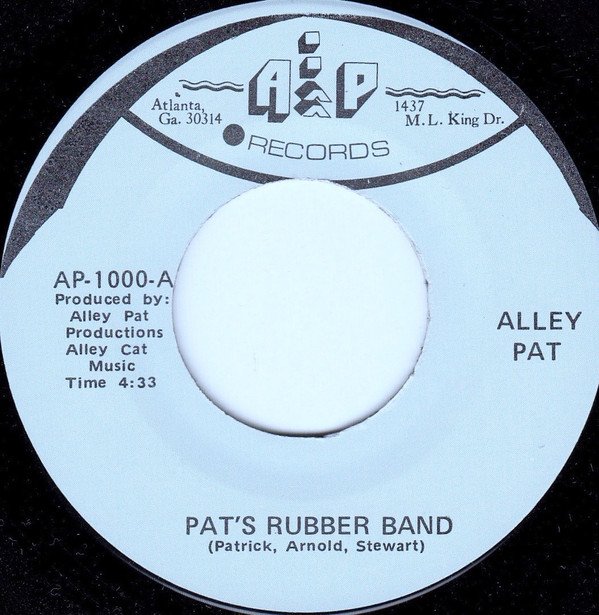 A&P
Atlanta,
Ga. 30314
1437
M.L. King Dr.
RECORDS
AP-1000-A
Produced by:
Alley Pat
Productions
Alley Cat
Music
Time 4:33
ALLEY
PAT
PAT'S RUBBER BAND
(Patrick, Arnold, Stewart)